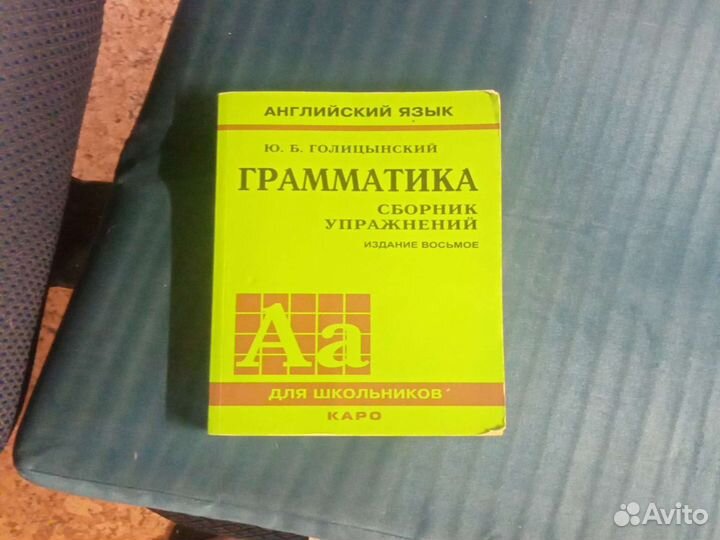 АНГЛИЙСКИЙ ЯЗЫК
Ю. Б. ГОЛИЦЫНСКИЙ
ГРАММАТИКА
СБОРНИК
УПРАЖНЕНИЙ
ИЗДАНИЕ ВОСЬМОЕ
Aa
ДЛЯ ШКОЛЬНИКОВ
КАРО
Avito